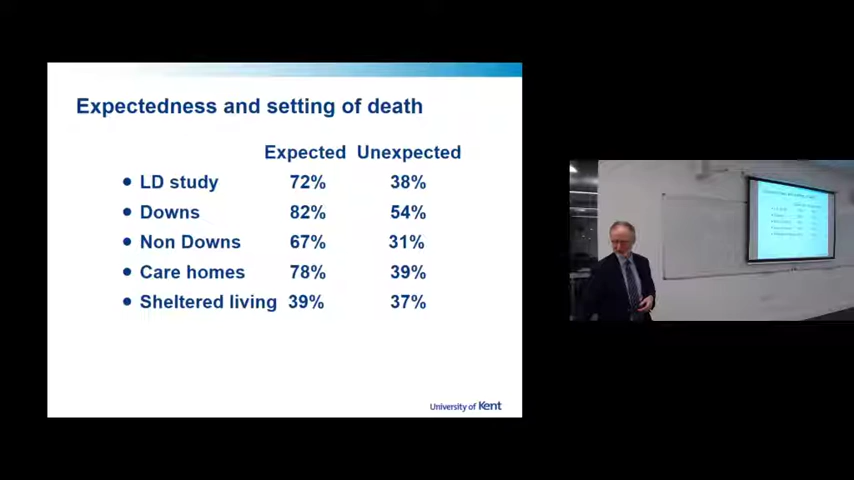 Expectedness and setting of death
Expected Unexpected
LD study 72% 38%
Downs 82% 54%
Non Downs 67% 31%
Care homes 78% 39%
Sheltered living 39% 37%
University of Kent